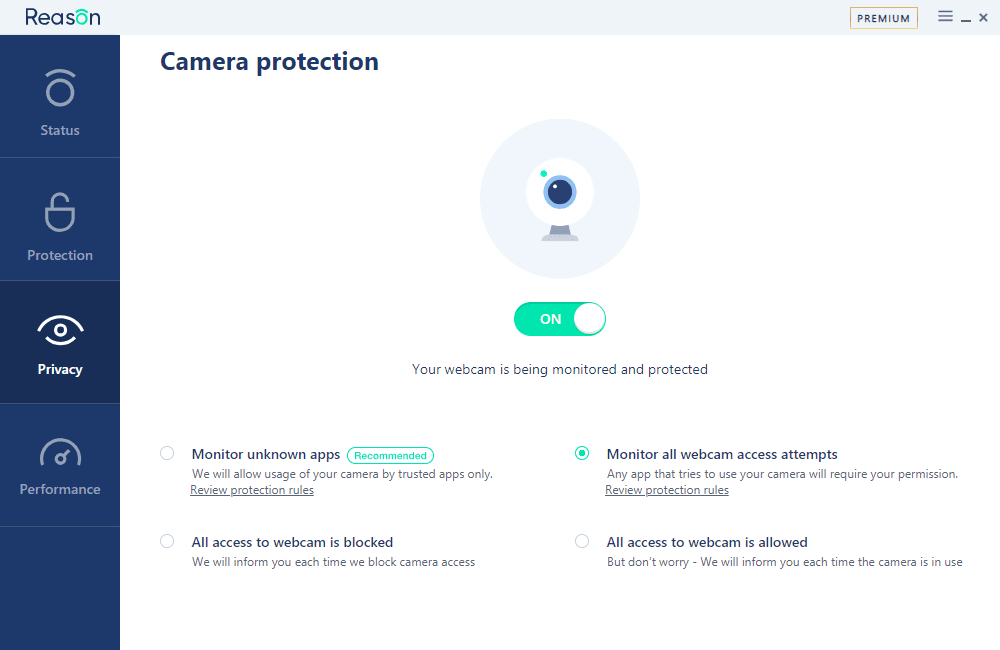 Reason
PREMIUM
Camera protection
Status
Protection
Privacy
Performance
ON
Your webcam is being monitored and protected
Monitor unknown apps Recommended
We will allow usage of your camera by trusted apps only.
Review protection rules
Monitor all webcam access attempts
Any app that tries to use your camera will require your permission.
Review protection rules
All access to webcam is blocked
We will inform you each time we block camera access
All access to webcam is allowed
But don't worry - We will inform you each time the camera is in use